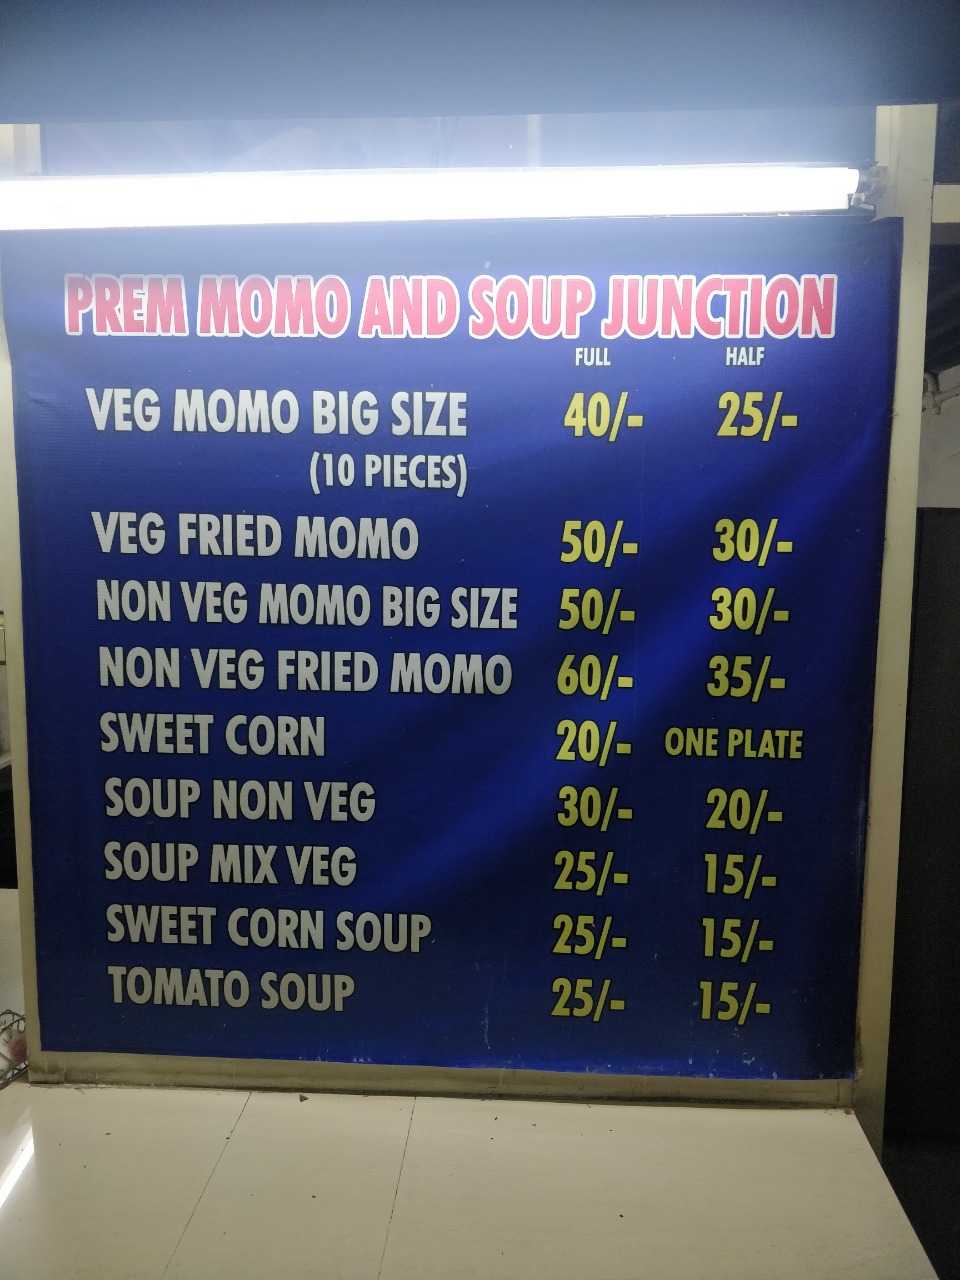 PREM MOMO AND SOUP JUNCTION
FULL HALF
VEG MOMO BIG SIZE 40/- 25/-
(10 PIECES)
VEG FRIED MOMO 50/- 30/-
NON VEG MOMO BIG SIZE 50/- 30/-
NON VEG FRIED MOMO 60/- 35/-
SWEET CORN 20/- ONE PLATE
SOUP NON VEG 30/- 20/-
SOUP MIX VEG 25/- 15/-
SWEET CORN SOUP 25/- 15/-
TOMATO SOUP 25/- 15/-